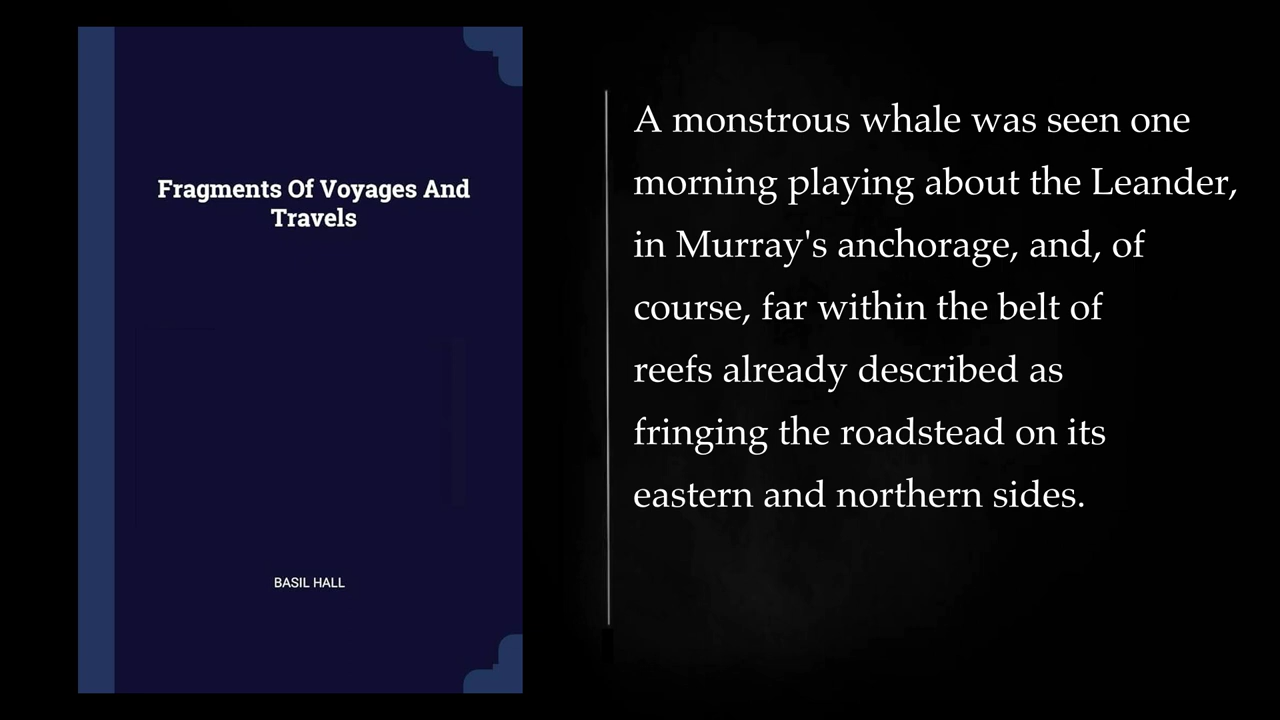 Fragments Of Voyages And
Travels
BASIL HALL
A monstrous whale was seen one
morning playing about the Leander,
in Murray's anchorage, and, of
course, far within the belt of
reefs already described as
fringing the roadstead on its
eastern and northern sides.